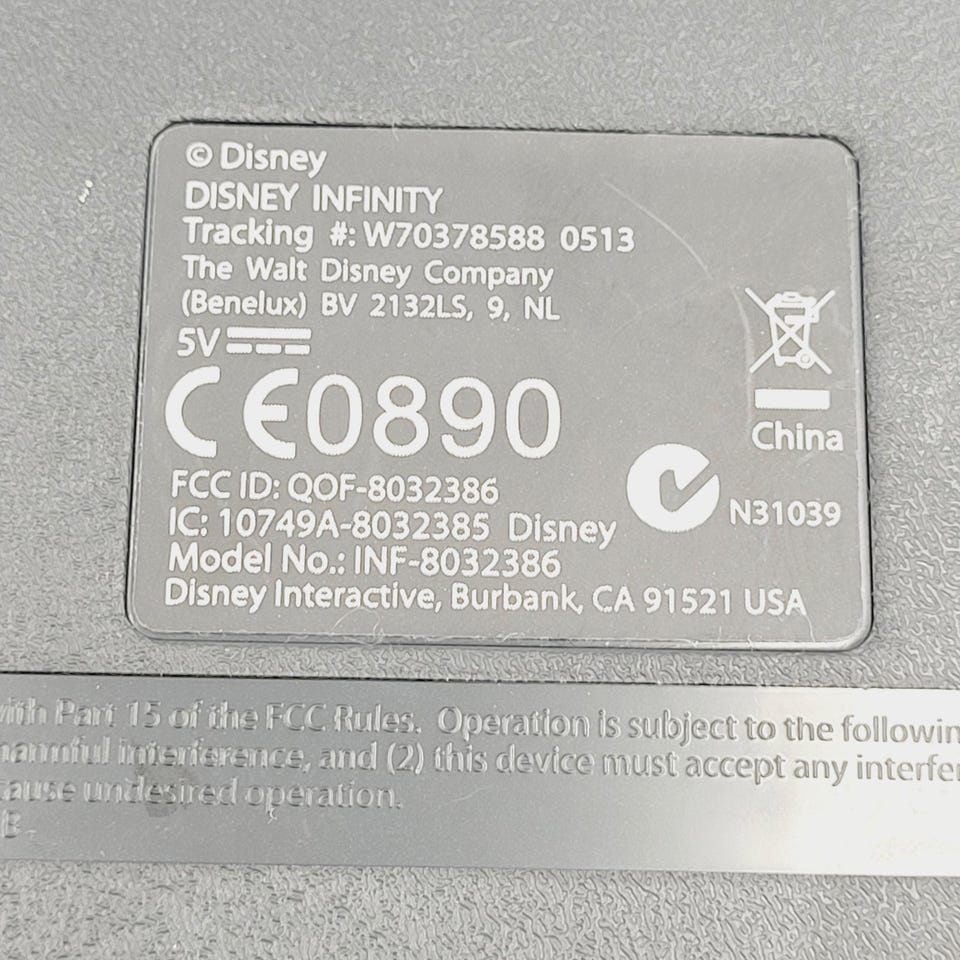 © Disney
DISNEY INFINITY
Tracking #: W70378588 0513
The Walt Disney Company
(Benelux) BV 2132LS, 9, NL
5V
CE0890
China
FCC ID: QOF-8032386
N31039
IC: 10749A-8032385 Disney
Model No.: INF-8032386
Disney Interactive, Burbank, CA 91521 USA
with Part 15 of the FCC Rules. Operation is subject to the followin
harmful interference, and (2) this device must accept any interfer
cause undesired operation.